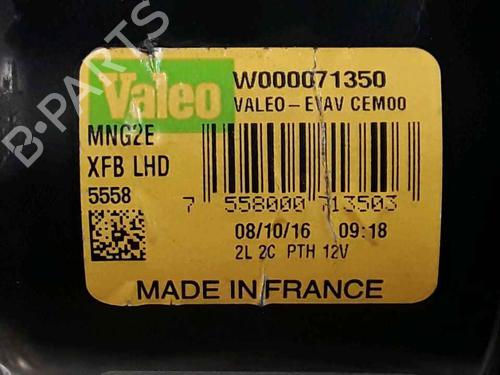 B-PARTS
Valeo
W000071350
VALEO-EVAV CEM00
MNG2E
XFB LHD
5558
7 558000 713503
08/10/16 09:18
2L 2C PTH 12V
MADE IN FRANCE